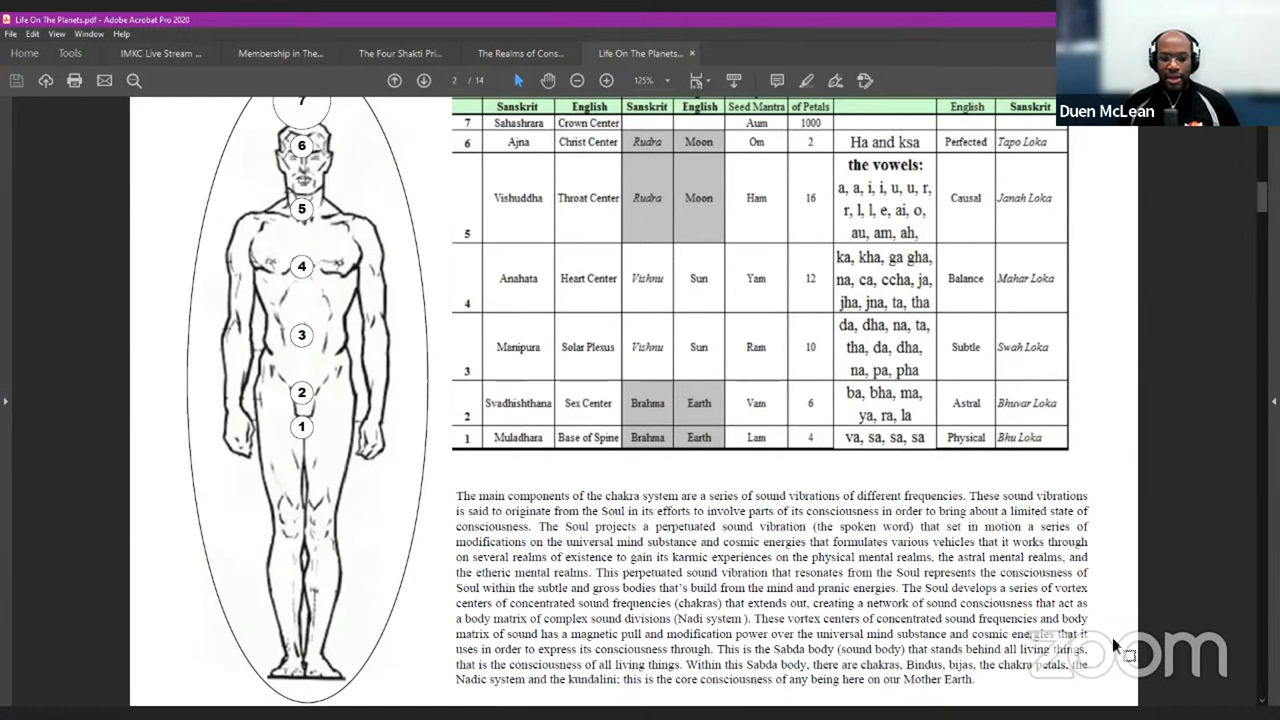 Life On The Planets.pdf - Adobe Acrobat Pro 2020
File Edit View Window Help
Home Tools IMKC Live Stream ... Membership in The... The Four Shakti Pri... The Realms of Cons... Life On The Planets... ×
2 / 14 125%
Duen McLean
Sanskrit English Sanskrit English Seed Mantra of Petals English Sanskrit
7 Sahashrara Crown Center Aum 1000
6 Ajna Christ Center Rudra Moon Om 2 Ha and ksa Perfected Tapo Loka
the vowels:
a, a, i, i, u, u, r,
5 Vishuddha Throat Center Rudra Moon Ham 16 r, l, l, e, ai, o, Causal Janah Loka
au, am, ah,
ka, kha, ga gha,
4 Anahata Heart Center Vishnu Sun Yam 12 na, ca, ccha, ja, Balance Mahar Loka
jha, jna, ta, tha
da, dha, na, ta,
3 Manipura Solar Plexus Vishnu Sun Ram 10 tha, da, dha, Subtle Swah Loka
na, pa, pha
ba, bha, ma,
2 Svadhishthana Sex Center Brahma Earth Vam 6 ya, ra, la Astral Bhuvar Loka
1 Muladhara Base of Spine Brahma Earth Lam 4 va, sa, sa, sa Physical Bhu Loka
7
6
5
4
3
2
1
The main components of the chakra system are a series of sound vibrations of different frequencies. These sound vibrations
is said to originate from the Soul in its efforts to involve parts of its consciousness in order to bring about a limited state of
consciousness. The Soul projects a perpetuated sound vibration (the spoken word) that set in motion a series of
modifications on the universal mind substance and cosmic energies that formulates various vehicles that it works through
on several realms of existence to gain its karmic experiences on the physical mental realms, the astral mental realms, and
the etheric mental realms. This perpetuated sound vibration that resonates from the Soul represents the consciousness of
Soul within the subtle and gross bodies that's build from the mind and pranic energies. The Soul develops a series of vortex
centers of concentrated sound frequencies (chakras) that extends out, creating a network of sound consciousness that act as
a body matrix of complex sound divisions (Nadi system ). These vortex centers of concentrated sound frequencies and body
matrix of sound has a magnetic pull and modification power over the universal mind substance and cosmic energies that it
uses in order to express its consciousness through. This is the Sabda body (sound body) that stands behind all living things,
that is the consciousness of all living things. Within this Sabda body, there are chakras, Bindus, bijas, the chakra petals, the
Nadic system and the kundalini; this is the core consciousness of any being here on our Mother Earth.
zoom